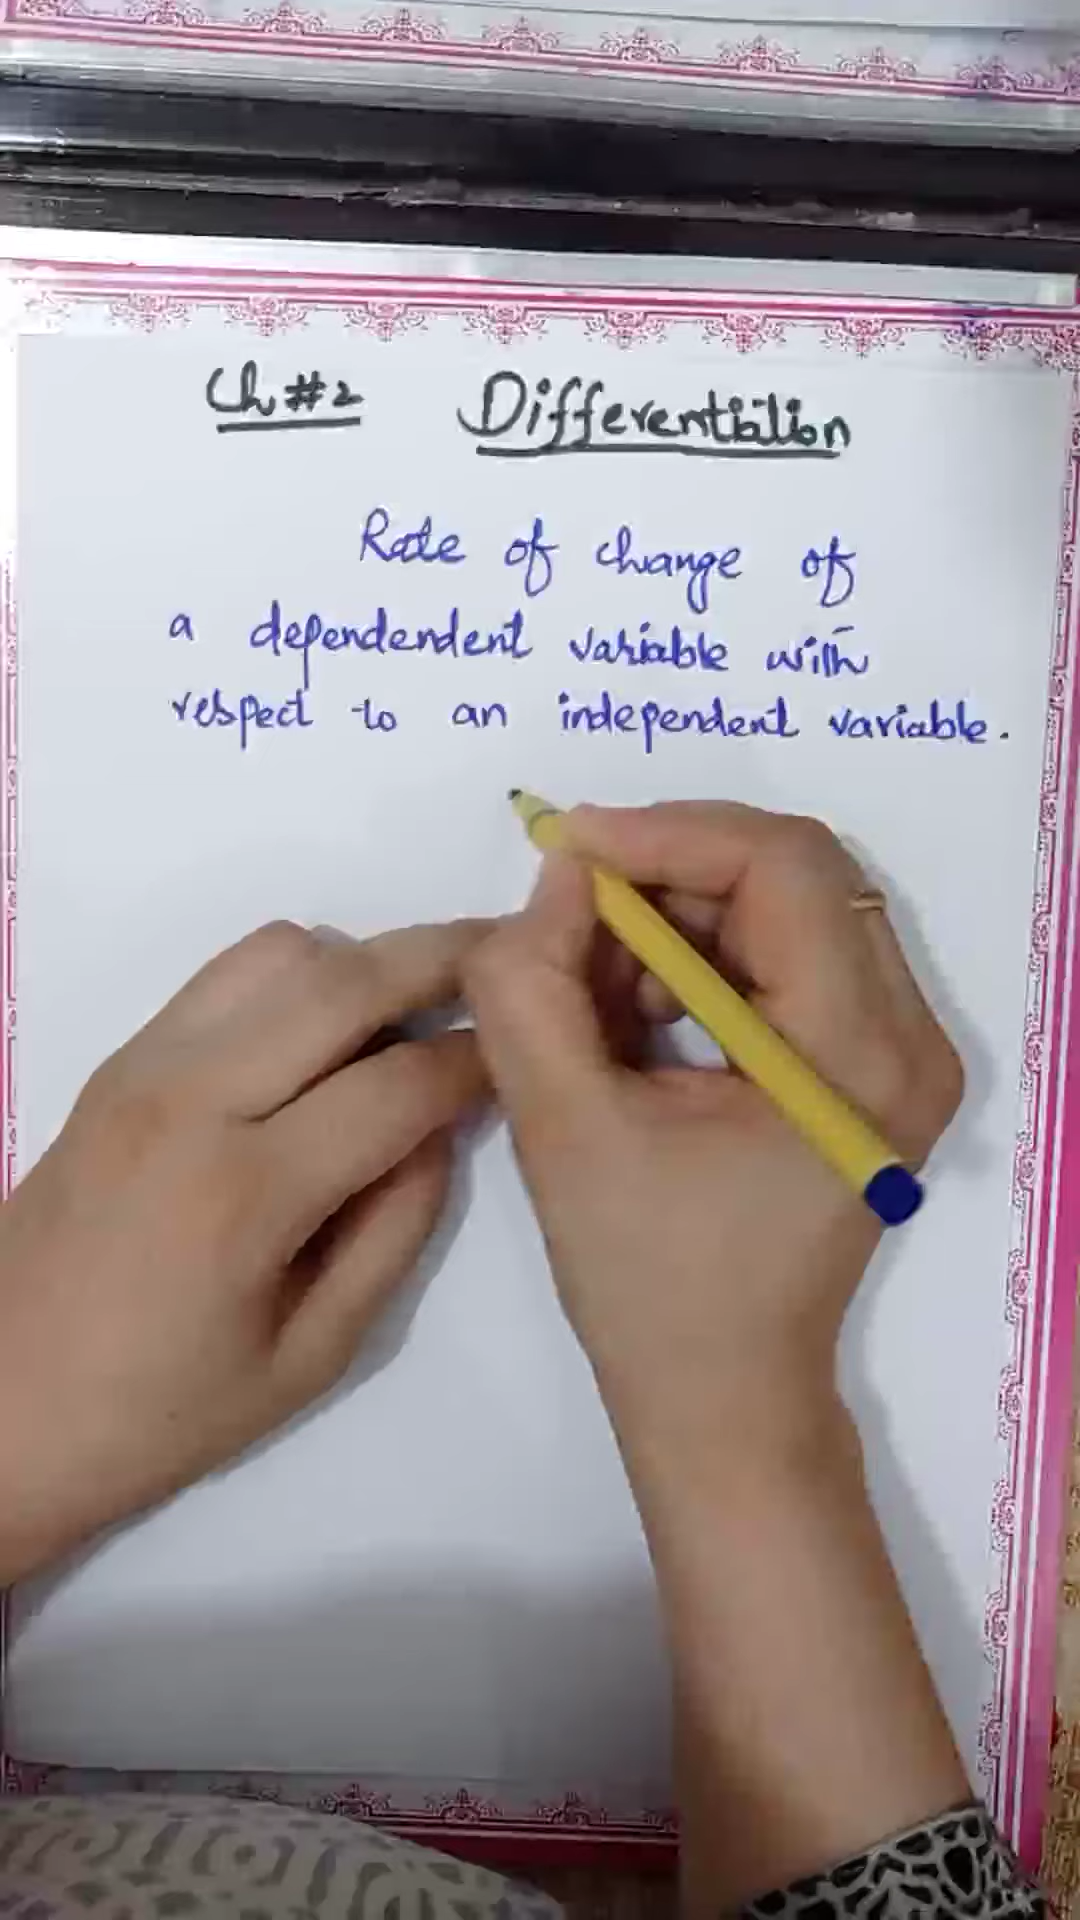 Ch #2 Differentiation
Rate of change of
a dependendent variable with
respect to an independent variable.